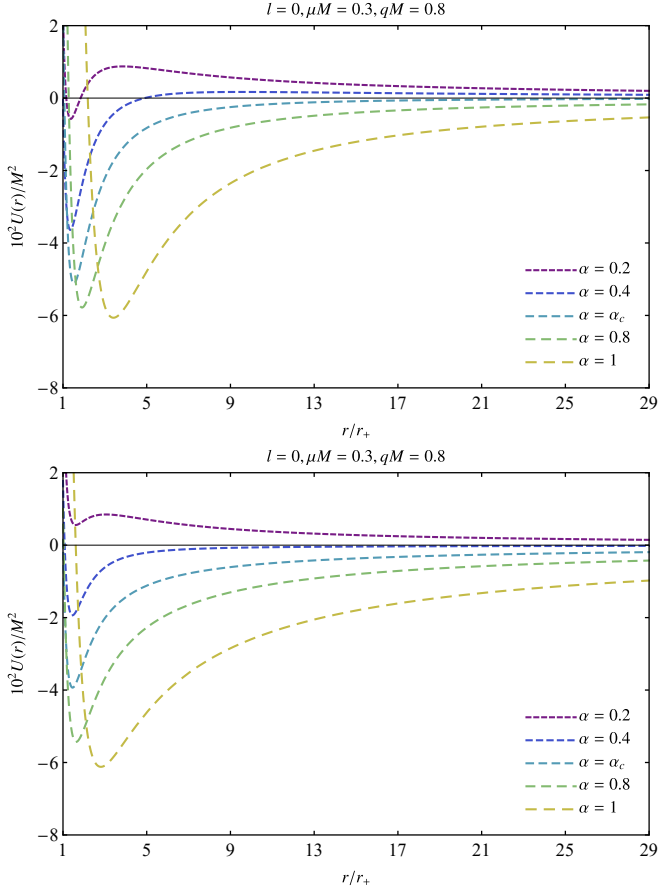 l = 0, μM = 0.3, qM = 0.8
2
0
−2
−4
−6
−8
10²U(r)/M²
α = 0.2
α = 0.4
α = α_c
α = 0.8
α = 1
1 5 9 13 17 21 25 29
r/r₊
l = 0, μM = 0.3, qM = 0.8
2
0
−2
−4
−6
−8
10²U(r)/M²
α = 0.2
α = 0.4
α = α_c
α = 0.8
α = 1
1 5 9 13 17 21 25 29
r/r₊